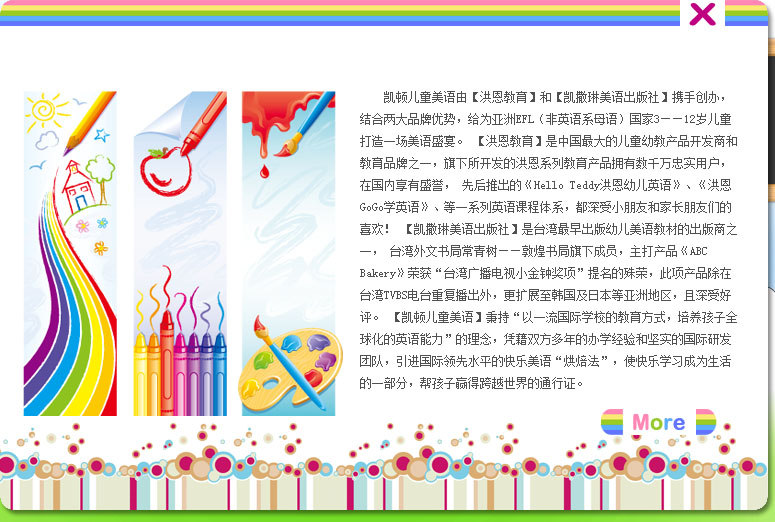 凯顿儿童美语由【洪恩教育】和【凯撒琳美语出版社】携手创办，
结合两大品牌优势，给为亚洲EFL（非英语系母语）国家3——12岁儿童
打造一场美语盛宴。 【洪恩教育】是中国最大的儿童幼教产品开发商和
教育品牌之一，旗下所开发的洪恩系列教育产品拥有数千万忠实用户，
在国内享有盛誉， 先后推出的《Hello Teddy洪恩幼儿英语》、《洪恩
GoGo学英语》、等一系列英语课程体系，都深受小朋友和家长朋友们的
喜欢！ 【凯撒琳美语出版社】是台湾最早出版幼儿美语教材的出版商之
一， 台湾外文书局常青树——敦煌书局旗下成员，主打产品《ABC
Bakery》荣获“台湾广播电视小金钟奖项”提名的殊荣，此项产品除在
台湾TVBS电台重复播出外，更扩展至韩国及日本等亚洲地区，且深受好
评。 【凯顿儿童美语】秉持“以一流国际学校的教育方式，培养孩子全
球化的英语能力”的理念，凭藉双方多年的办学经验和坚实的国际研发
团队，引进国际领先水平的快乐美语“烘焙法”，使快乐学习成为生活
的一部分，帮孩子赢得跨越世界的通行证。
More